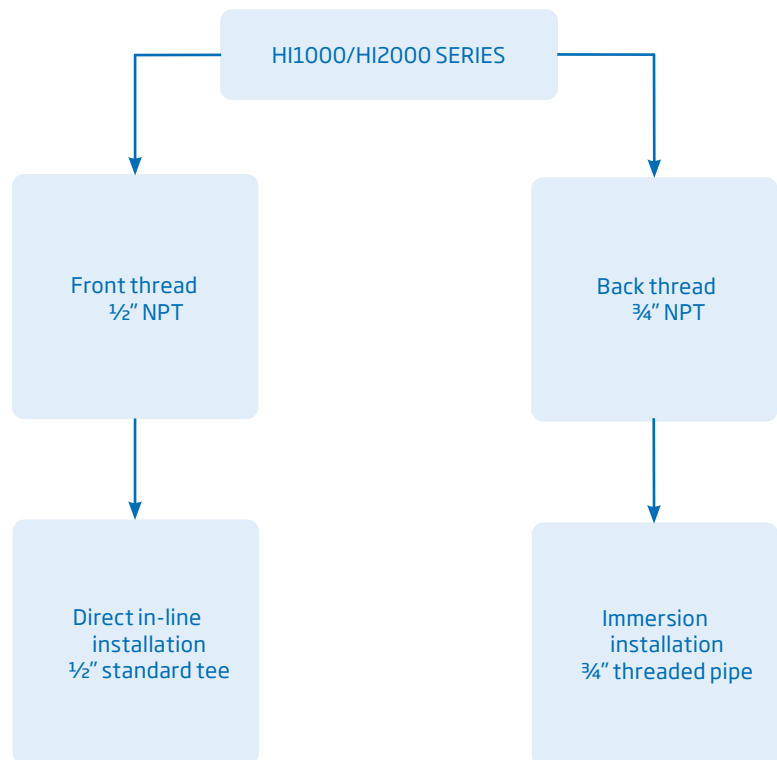 HI1000/HI2000 SERIES
Front thread
½" NPT
Back thread
¾" NPT
Direct in-line
installation
½" standard tee
Immersion
installation
¾" threaded pipe